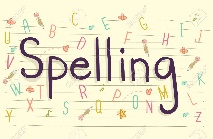 U A B C D E F G H I J
Spelling
V K
W L
X Z S R Q P O N M